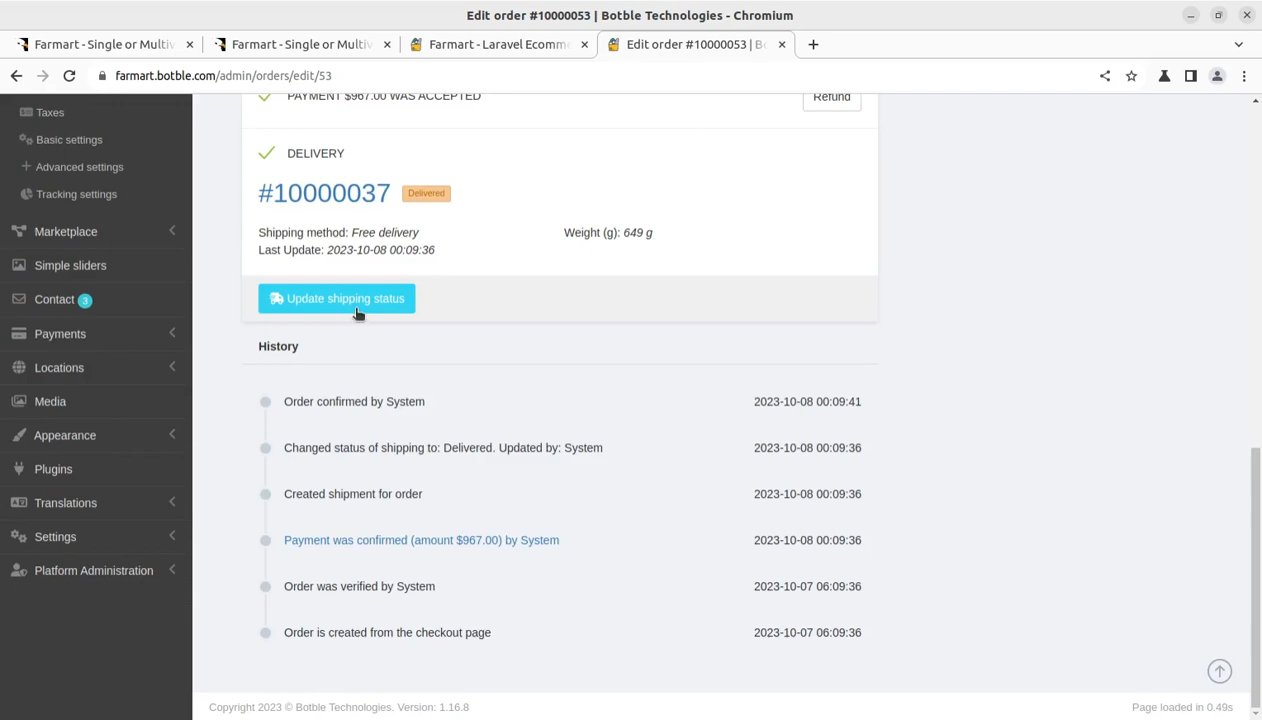 Edit order #10000053 | Botble Technologies - Chromium
Farmart - Single or Multiv
Farmart - Single or Multiv
Farmart - Laravel Ecomme
Edit order #10000053 | Bo
farmart.botble.com/admin/orders/edit/53
Taxes
Basic settings
Advanced settings
Tracking settings
Marketplace
Simple sliders
Contact 3
Payments
Locations
Media
Appearance
Plugins
Translations
Settings
Platform Administration
PAYMENT $967.00 WAS ACCEPTED
Refund
DELIVERY
#10000037 Delivered
Shipping method: Free delivery
Weight (g): 649 g
Last Update: 2023-10-08 00:09:36
Update shipping status
History
Order confirmed by System 2023-10-08 00:09:41
Changed status of shipping to: Delivered. Updated by: System 2023-10-08 00:09:36
Created shipment for order 2023-10-08 00:09:36
Payment was confirmed (amount $967.00) by System 2023-10-08 00:09:36
Order was verified by System 2023-10-07 06:09:36
Order is created from the checkout page 2023-10-07 06:09:36
Copyright 2023 © Botble Technologies. Version: 1.16.8
Page loaded in 0.49s